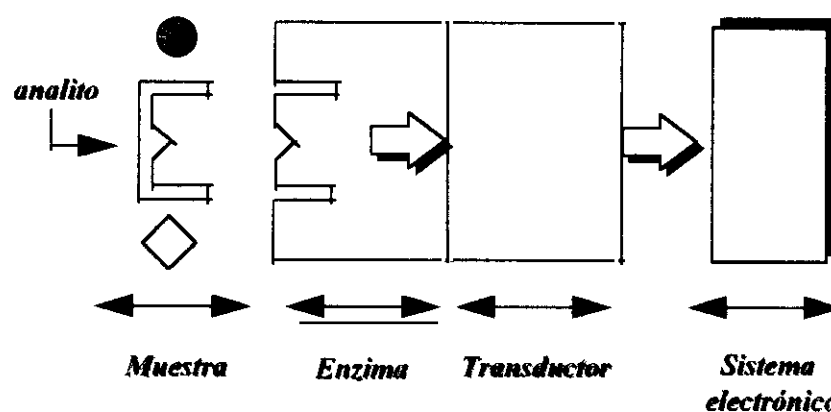 analito
Muestra
Enzima
Transductor
Sistema
electrónico